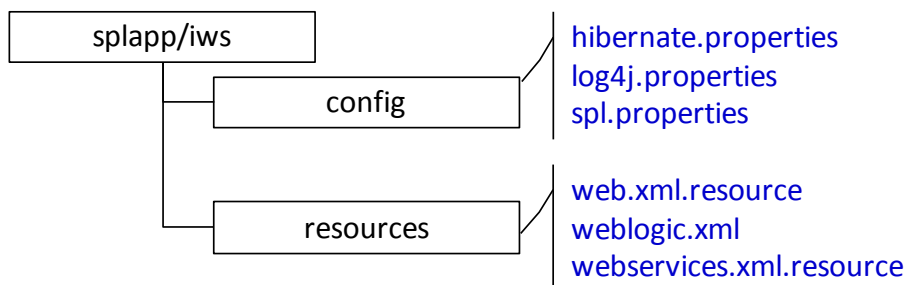 splapp/iws
config
hibernate.properties
log4j.properties
spl.properties
resources
web.xml.resource
weblogic.xml
webservices.xml.resource